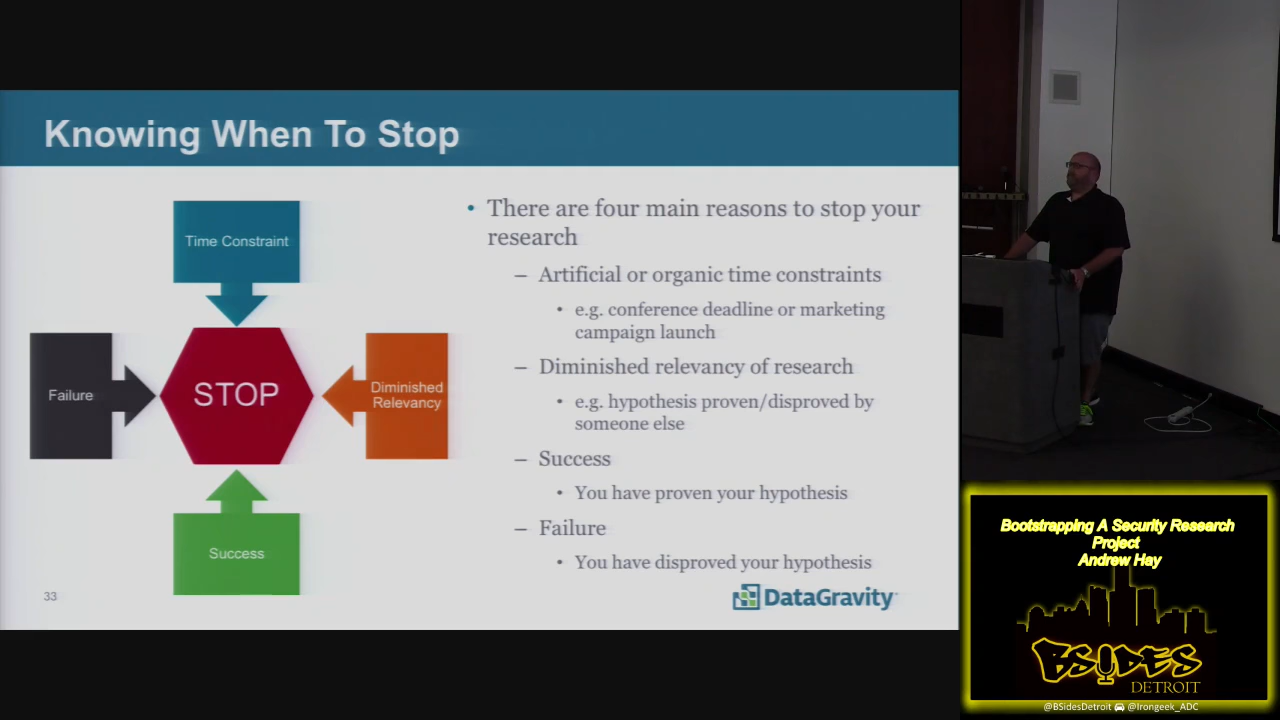 Knowing When To Stop
Time Constraint
Failure
STOP
Diminished
Relevancy
Success
• There are four main reasons to stop your
research
– Artificial or organic time constraints
• e.g. conference deadline or marketing
campaign launch
– Diminished relevancy of research
• e.g. hypothesis proven/disproved by
someone else
– Success
• You have proven your hypothesis
– Failure
• You have disproved your hypothesis
33
DataGravity
Bootstrapping A Security Research
Project
Andrew Hay
BSIDES
DETROIT
@BSidesDetroit @Irongeek_ADC